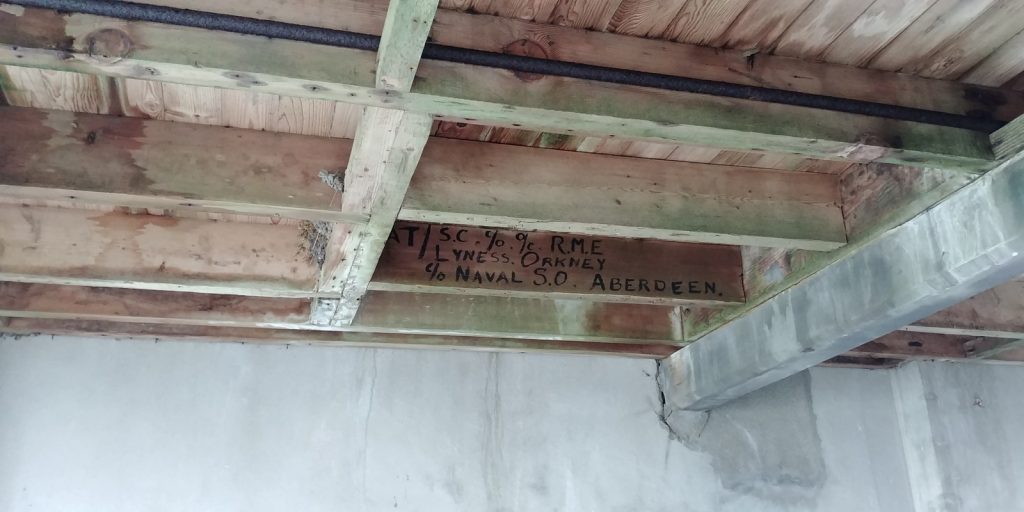 AT/S.C. %. %. R.M.E
LYNESS. ORKNEY
% NAVAL S.O. ABERDEEN.